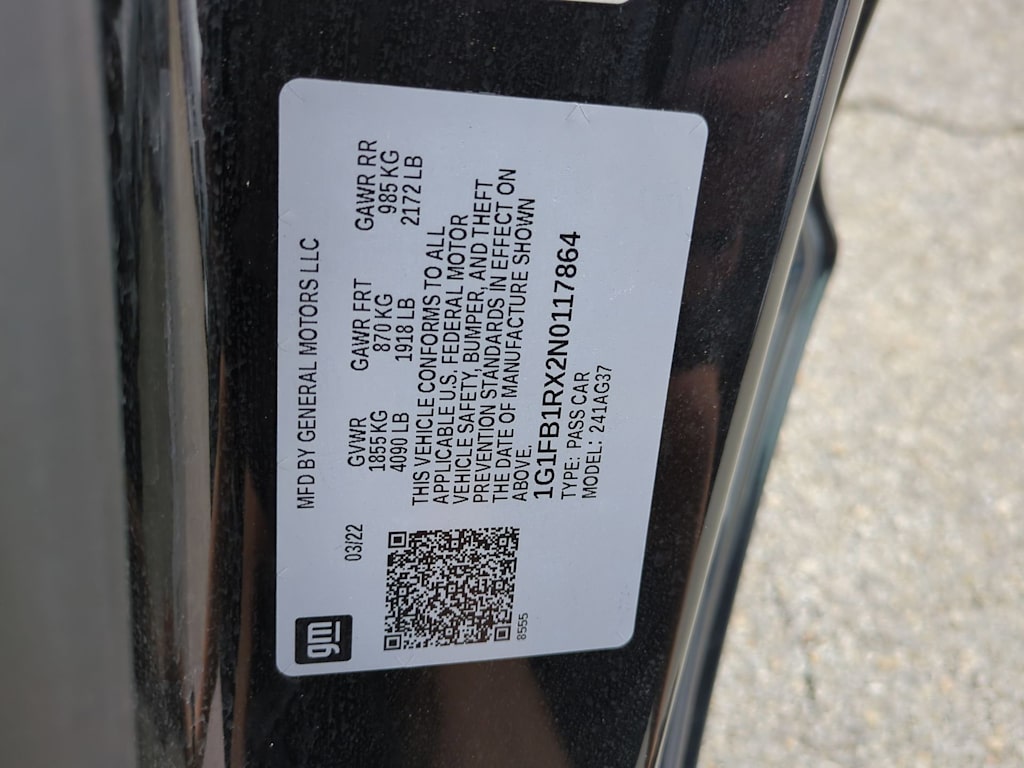 gm
MFD BY GENERAL MOTORS LLC
03/22
GVWR GAWR FRT GAWR RR
1855KG 870 KG 985 KG
4090 LB 1918 LB 2172 LB
THIS VEHICLE CONFORMS TO ALL
APPLICABLE U.S. FEDERAL MOTOR
VEHICLE SAFETY, BUMPER, AND THEFT
PREVENTION STANDARDS IN EFFECT ON
THE DATE OF MANUFACTURE SHOWN
ABOVE.
1G1FB1RX2N0117864
TYPE: PASS CAR
MODEL: 241AG37
8555